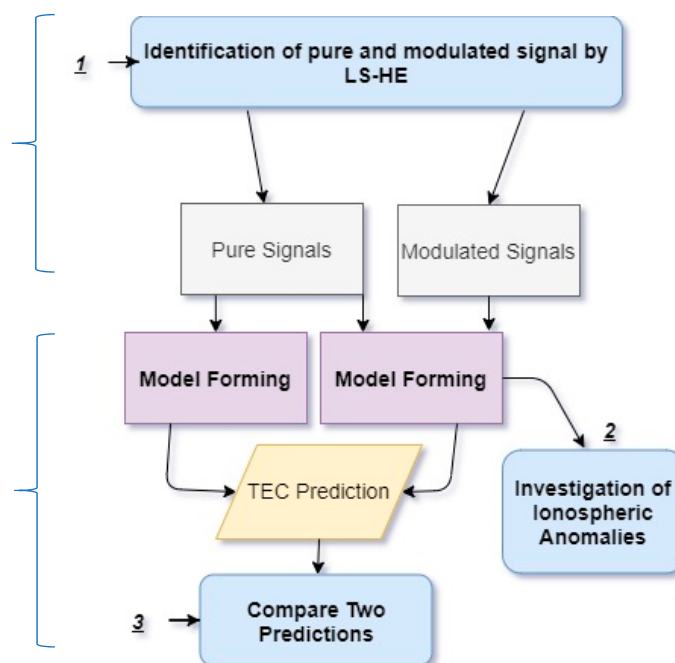 Identification of pure and modulated signal by
LS-HE
1
Pure Signals
Modulated Signals
Model Forming
Model Forming
2
TEC Prediction
Investigation of
Ionospheric
Anomalies
3
Compare Two
Predictions